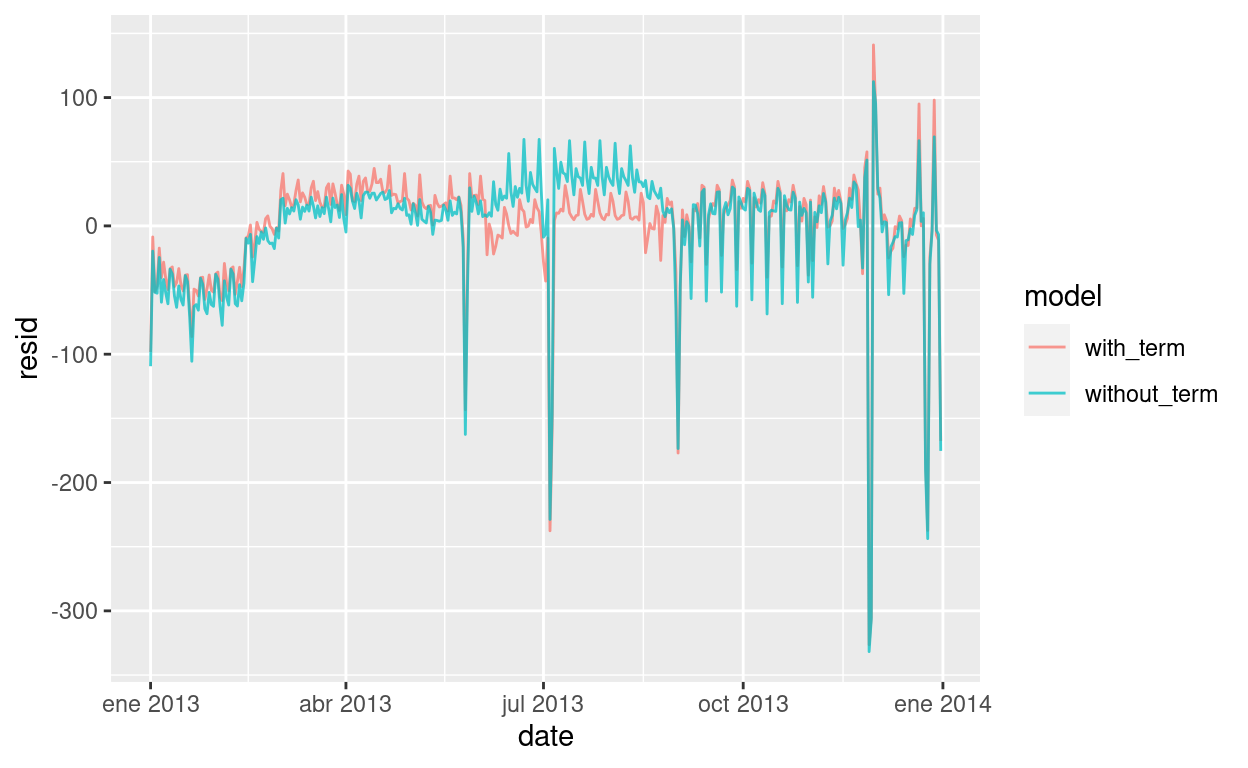 100
0
-100
-200
-300
resid
ene 2013
abr 2013
jul 2013
oct 2013
ene 2014
date
model
with_term
without_term